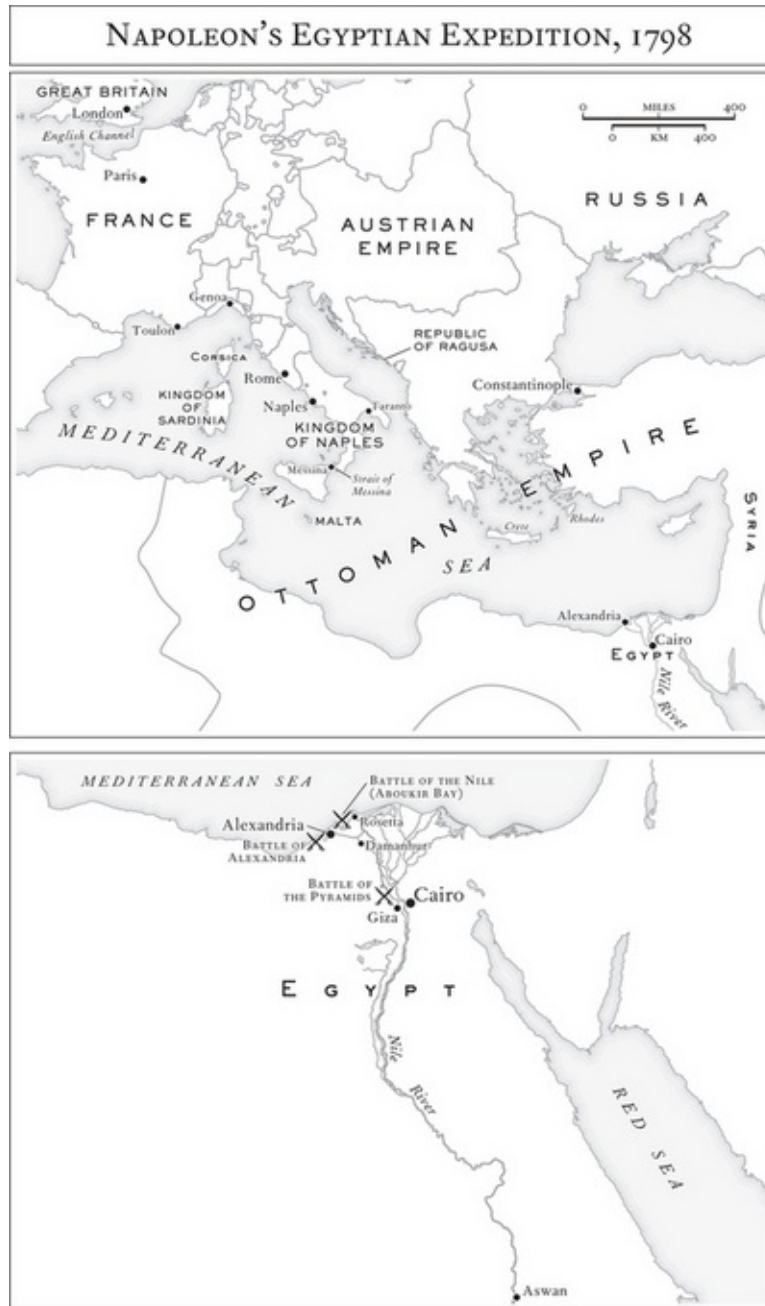 NAPOLEON'S EGYPTIAN EXPEDITION, 1798
GREAT BRITAIN
London
English Channel
Paris
FRANCE
AUSTRIAN
EMPIRE
0 MILES 400
0 KM 400
RUSSIA
Genoa
Toulon
CORSICA
REPUBLIC
OF RAGUSA
Rome
Constantinople
KINGDOM
OF
SARDINIA
Naples
Taranto
KINGDOM
OF NAPLES
MEDITERRANEAN
SEA
Messina
Strait of
Messina
MALTA
OTTOMAN EMPIRE
Crete
Rhodes
SYRIA
Alexandria
Cairo
EGYPT
Nile River
MEDITERRANEAN SEA
BATTLE OF THE NILE
(ABOUKIR BAY)
Alexandria
Rosetta
BATTLE OF
ALEXANDRIA
Damanhur
BATTLE OF
THE PYRAMIDS
Cairo
Giza
EGYPT
Nile
River
RED SEA
Aswan